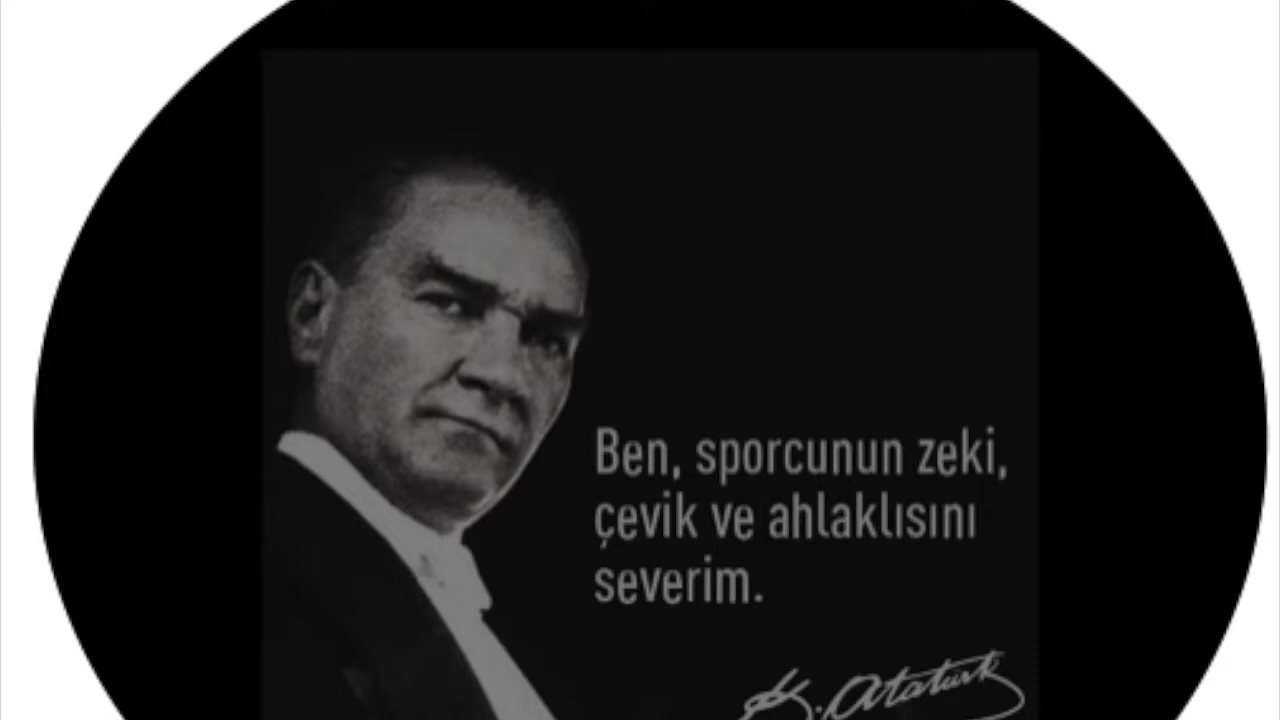 Ben, sporcunun zeki,
çevik ve ahlaklısını
severim.
K. Atatürk